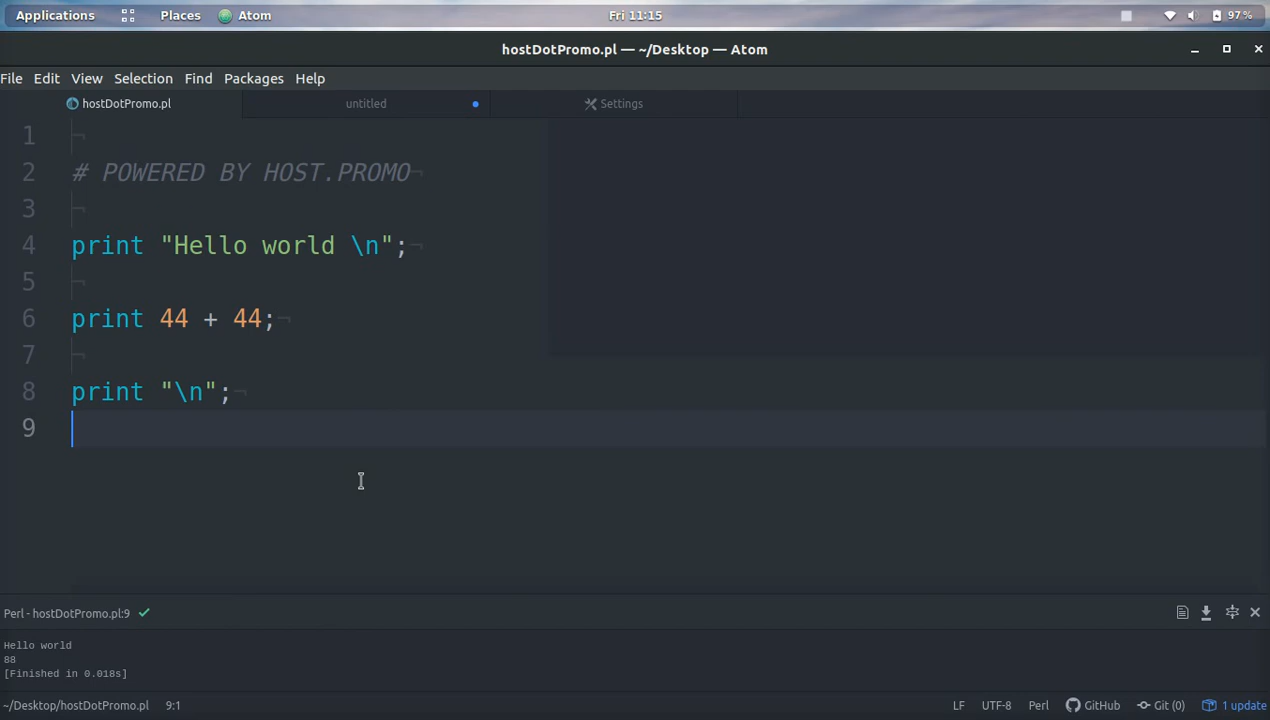 Applications Places Atom Fri 11:15 97%
hostDotPromo.pl — ~/Desktop — Atom
File Edit View Selection Find Packages Help
hostDotPromo.pl untitled Settings
1
2 # POWERED BY HOST.PROMO
3
4 print "Hello world \n";
5
6 print 44 + 44;
7
8 print "\n";
9
Perl - hostDotPromo.pl:9
Hello world
88
[Finished in 0.018s]
~/Desktop/hostDotPromo.pl 9:1 LF UTF-8 Perl GitHub Git (0) 1 update